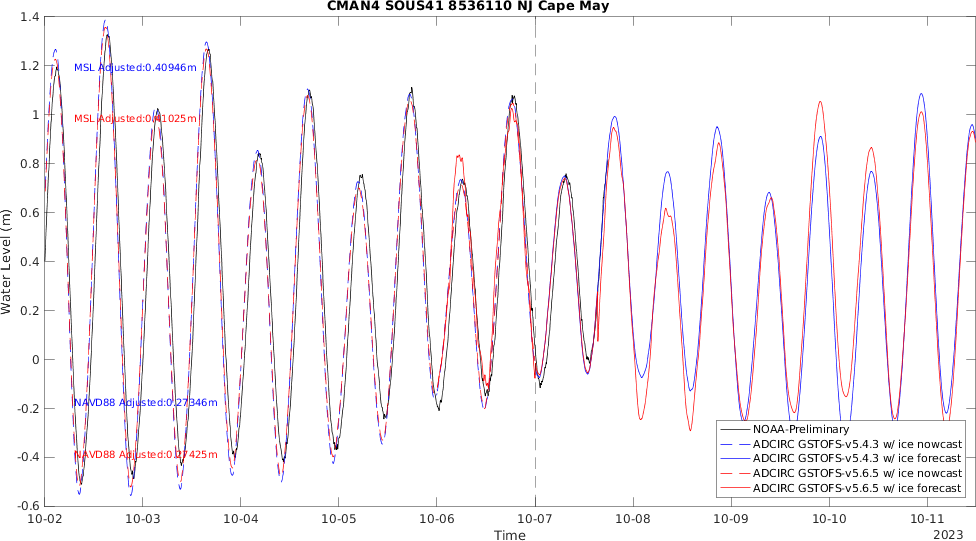 CMAN4 SOUS41 8536110 NJ Cape May
1.4
1.2
1
0.8
0.6
0.4
0.2
0
-0.2
-0.4
-0.6
Water Level (m)
MSL Adjusted:0.40946m
MSL Adjusted:0.41025m
NAVD88 Adjusted:0.27346m
NAVD88 Adjusted:0.27425m
NOAA-Preliminary
ADCIRC GSTOFS-v5.4.3 w/ ice nowcast
ADCIRC GSTOFS-v5.4.3 w/ ice forecast
ADCIRC GSTOFS-v5.6.5 w/ ice nowcast
ADCIRC GSTOFS-v5.6.5 w/ ice forecast
10-02 10-03 10-04 10-05 10-06 10-07 10-08 10-09 10-10 10-11
2023
Time